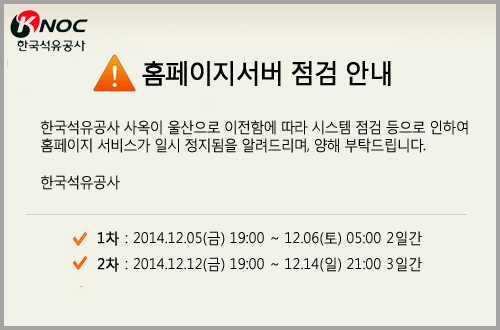 KNOC
한국석유공사
홈페이지서버 점검 안내
한국석유공사 사옥이 울산으로 이전함에 따라 시스템 점검 등으로 인하여
홈페이지 서비스가 일시 정지됨을 알려드리며, 양해 부탁드립니다.
한국석유공사
1차 : 2014.12.05(금) 19:00 ~ 12.06(토) 05:00 2일간
2차 : 2014.12.12(금) 19:00 ~ 12.14(일) 21:00 3일간